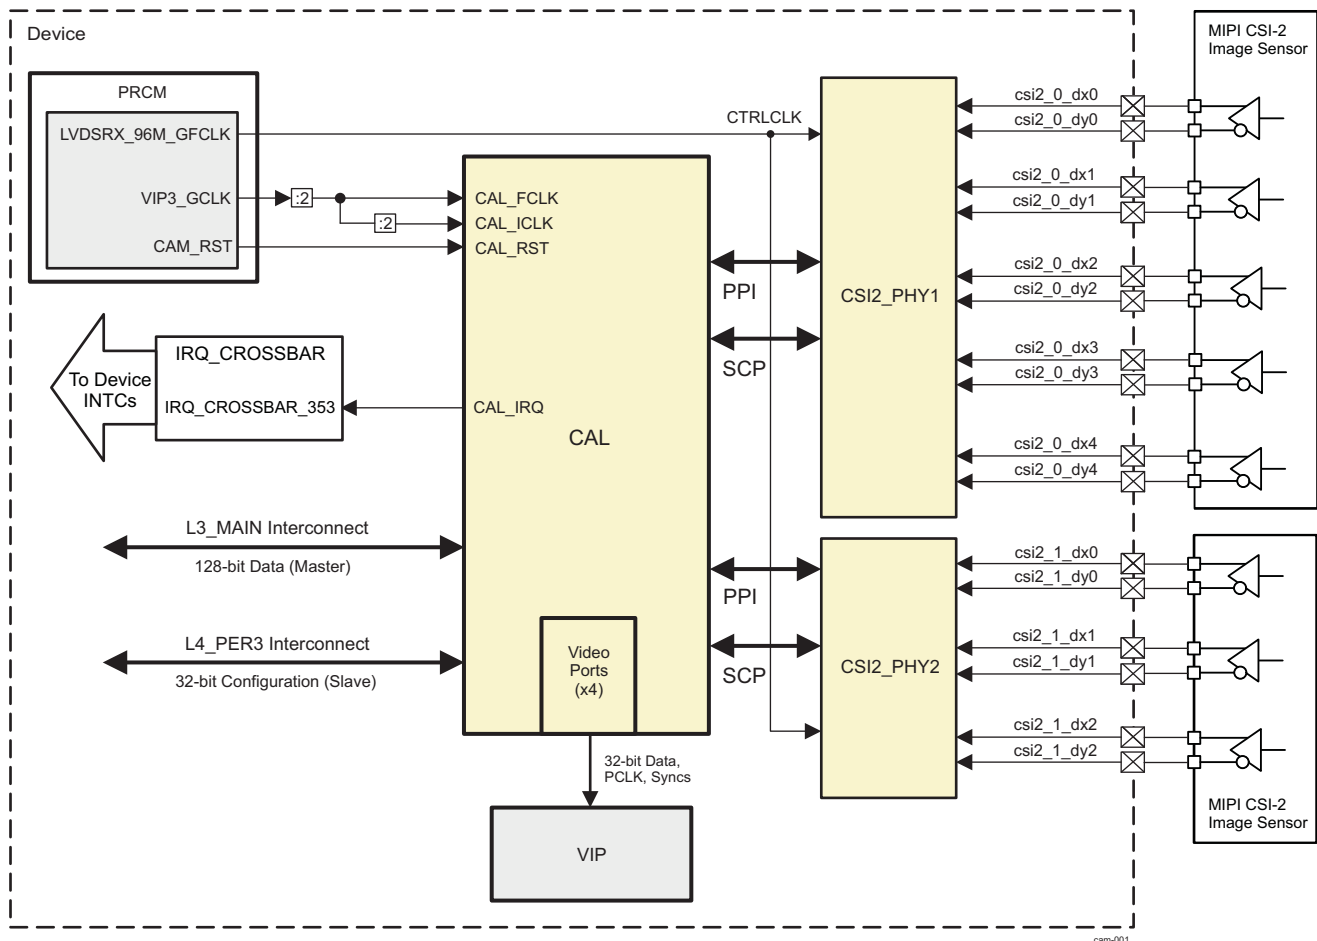 Device
MIPI CSI-2
Image Sensor
PRCM
LVDSRX_96M_GFCLK
VIP3_GCLK
CAM_RST
:2
:2
CTRLCLK
CAL_FCLK
CAL_ICLK
CAL_RST
CAL_IRQ
CAL
PPI
SCP
CSI2_PHY1
csi2_0_dx0
csi2_0_dy0
csi2_0_dx1
csi2_0_dy1
csi2_0_dx2
csi2_0_dy2
csi2_0_dx3
csi2_0_dy3
csi2_0_dx4
csi2_0_dy4
To Device
INTCs
IRQ_CROSSBAR
IRQ_CROSSBAR_353
L3_MAIN Interconnect
128-bit Data (Master)
L4_PER3 Interconnect
32-bit Configuration (Slave)
Video
Ports
(x4)
PPI
SCP
CSI2_PHY2
csi2_1_dx0
csi2_1_dy0
csi2_1_dx1
csi2_1_dy1
csi2_1_dx2
csi2_1_dy2
32-bit Data,
PCLK, Syncs
VIP
MIPI CSI-2
Image Sensor
cam-001